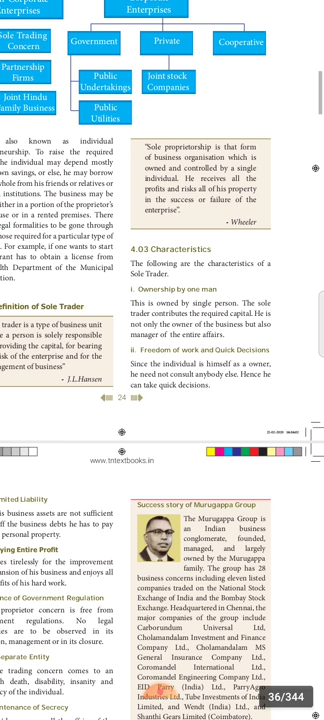 Enterprises
Enterprises
Sole Trading
Concern
Government
Private
Cooperative
Partnership
Firms
Public
Undertakings
Joint stock
Companies
Joint Hindu
Family Business
Public
Utilities
also known as individual
To raise the required
the individual may depend mostly
own savings, or else, he may borrow
whole from his friends or relatives or
institutions. The business may be
either in a portion of the proprietor's
or in a rented premises. There
legal formalities to be gone through
those required for a particular type of
For example, if one wants to start
has to obtain a license from
Health Department of the Municipal
"Sole proprietorship is that form
of business organisation which is
owned and controlled by a single
individual. He receives all the
profits and risks all of his property
in the success or failure of the
enterprise".
- Wheeler
4.03 Characteristics
The following are the characteristics of a
Sole Trader.
i. Ownership by one man
This is owned by single person. The sole
trader contributes the required capital. He is
not only the owner of the business but also
manager of the entire affairs.
ii. Freedom of work and Quick Decisions
Since the individual is himself as a owner,
he need not consult anybody else. Hence he
can take quick decisions.
Definition of Sole Trader
trader is a type of business unit
a person is solely responsible
providing the capital, for bearing
risk of the enterprise and for the
management of business"
- J.L.Hansen
24
www.tntextbooks.in
Limited Liability
business assets are not sufficient
off the business debts he has to pay
personal property.
Entire Profit
tirelessly for the improvement
expansion of his business and enjoys all
of his hard work.
of Government Regulation
proprietor concern is free from
regulations. No legal
are to be observed in its
management or in its closure.
Separate Entity
trading concern comes to an
death, disability, insanity and
of the individual.
Maintenance of Secrecy
Success story of Murugappa Group
The Murugappa Group is
an Indian business
conglomerate, founded,
managed, and largely
owned by the Murugappa
family. The group has 28
business concerns including eleven listed
companies traded on the National Stock
Exchange of India and the Bombay Stock
Exchange. Headquartered in Chennai, the
major companies of the group include
Carborundum Universal Ltd,
Cholamandalam Investment and Finance
Company Ltd., Cholamandalam MS
General Insurance Company Ltd.,
Coromandel International Ltd.,
Coromandel Engineering Company Ltd.,
EID Parry (India) Ltd., ParryAgro
Industries Ltd., Tube Investments of India
Limited, and Wendt (India) Ltd., and
Shanthi Gears Limited (Coimbatore).
36/344